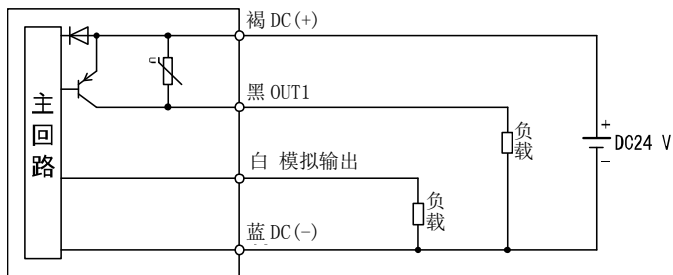 褐 DC(+)
U
主回路
黑 OUT1
负载
+
DC24 V
−
白 模拟输出
负载
蓝 DC(−)